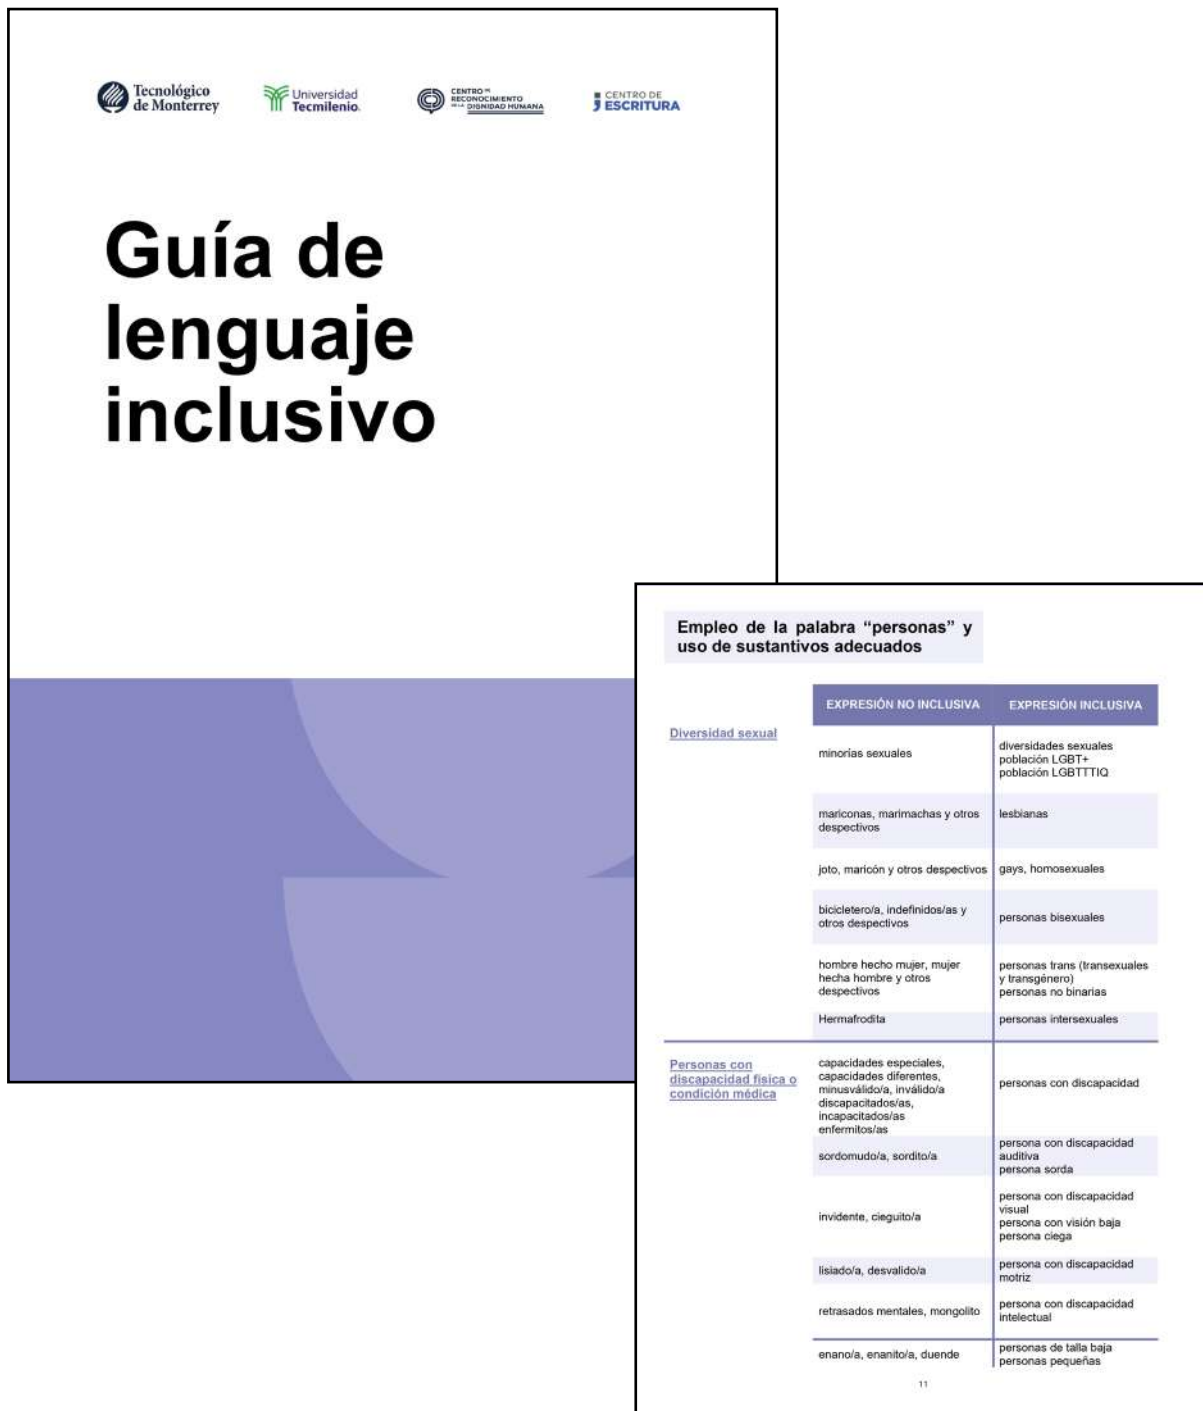 Tecnológico
de Monterrey
Universidad
Tecmilenio.
CENTRO DE
RECONOCIMIENTO
DE LA DIGNIDAD HUMANA
CENTRO DE
ESCRITURA
Guía de
lenguaje
inclusivo
Empleo de la palabra “personas” y
uso de sustantivos adecuados
EXPRESIÓN NO INCLUSIVA
EXPRESIÓN INCLUSIVA
Diversidad sexual
minorías sexuales
diversidades sexuales
población LGBT+
población LGBTTTIQ
mariconas, marimachas y otros
despectivos
lesbianas
joto, maricón y otros despectivos
gays, homosexuales
bicicletero/a, indefinidos/as y
otros despectivos
personas bisexuales
hombre hecho mujer, mujer
hecha hombre y otros
despectivos
personas trans (transexuales
y transgénero)
personas no binarias
Hermafrodita
personas intersexuales
Personas con
discapacidad física o
condición médica
capacidades especiales,
capacidades diferentes,
minusválido/a, inválido/a
discapacitados/as,
incapacitados/as
enfermitos/as
personas con discapacidad
sordomudo/a, sordito/a
persona con discapacidad
auditiva
persona sorda
invidente, cieguito/a
persona con discapacidad
visual
persona con visión baja
persona ciega
lisiado/a, desvalido/a
persona con discapacidad
motriz
retrasados mentales, mongolito
persona con discapacidad
intelectual
enano/a, enanito/a, duende
personas de talla baja
personas pequeñas
11